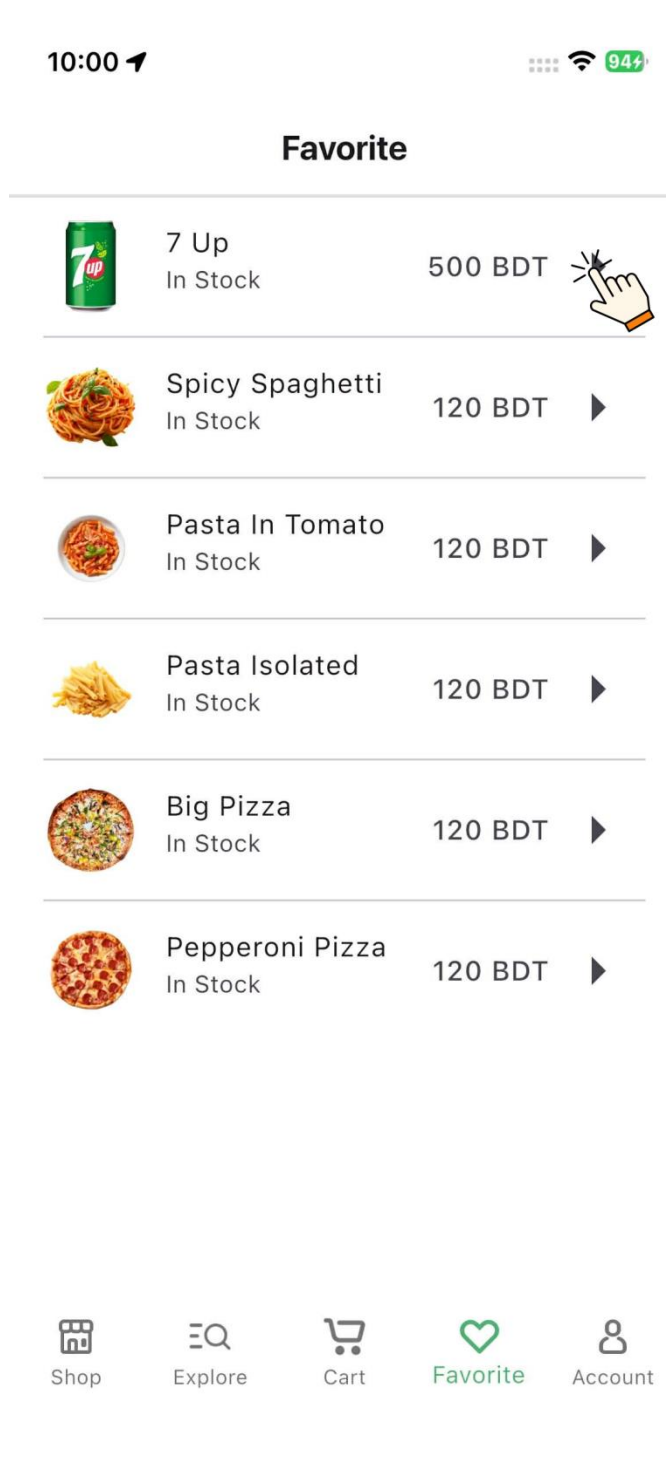 10:00
94
Favorite
7up
7 Up
In Stock
500 BDT
Spicy Spaghetti
In Stock
120 BDT
Pasta In Tomato
In Stock
120 BDT
Pasta Isolated
In Stock
120 BDT
Big Pizza
In Stock
120 BDT
Pepperoni Pizza
In Stock
120 BDT
Shop
Explore
Cart
Favorite
Account